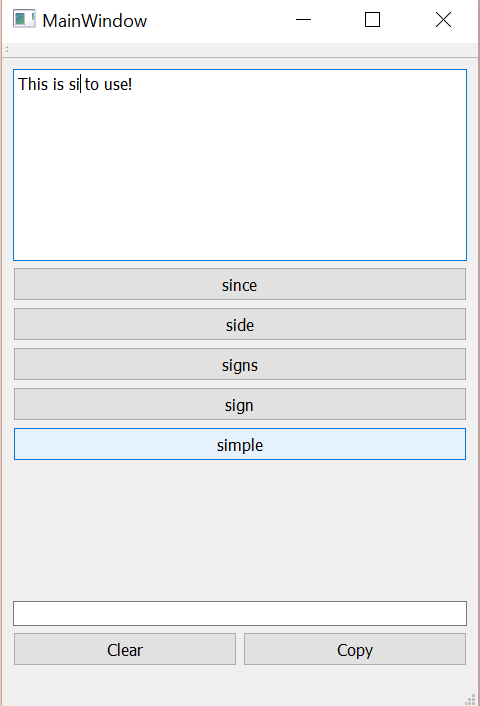 MainWindow
This is si to use!
since
side
signs
sign
simple
Clear Copy